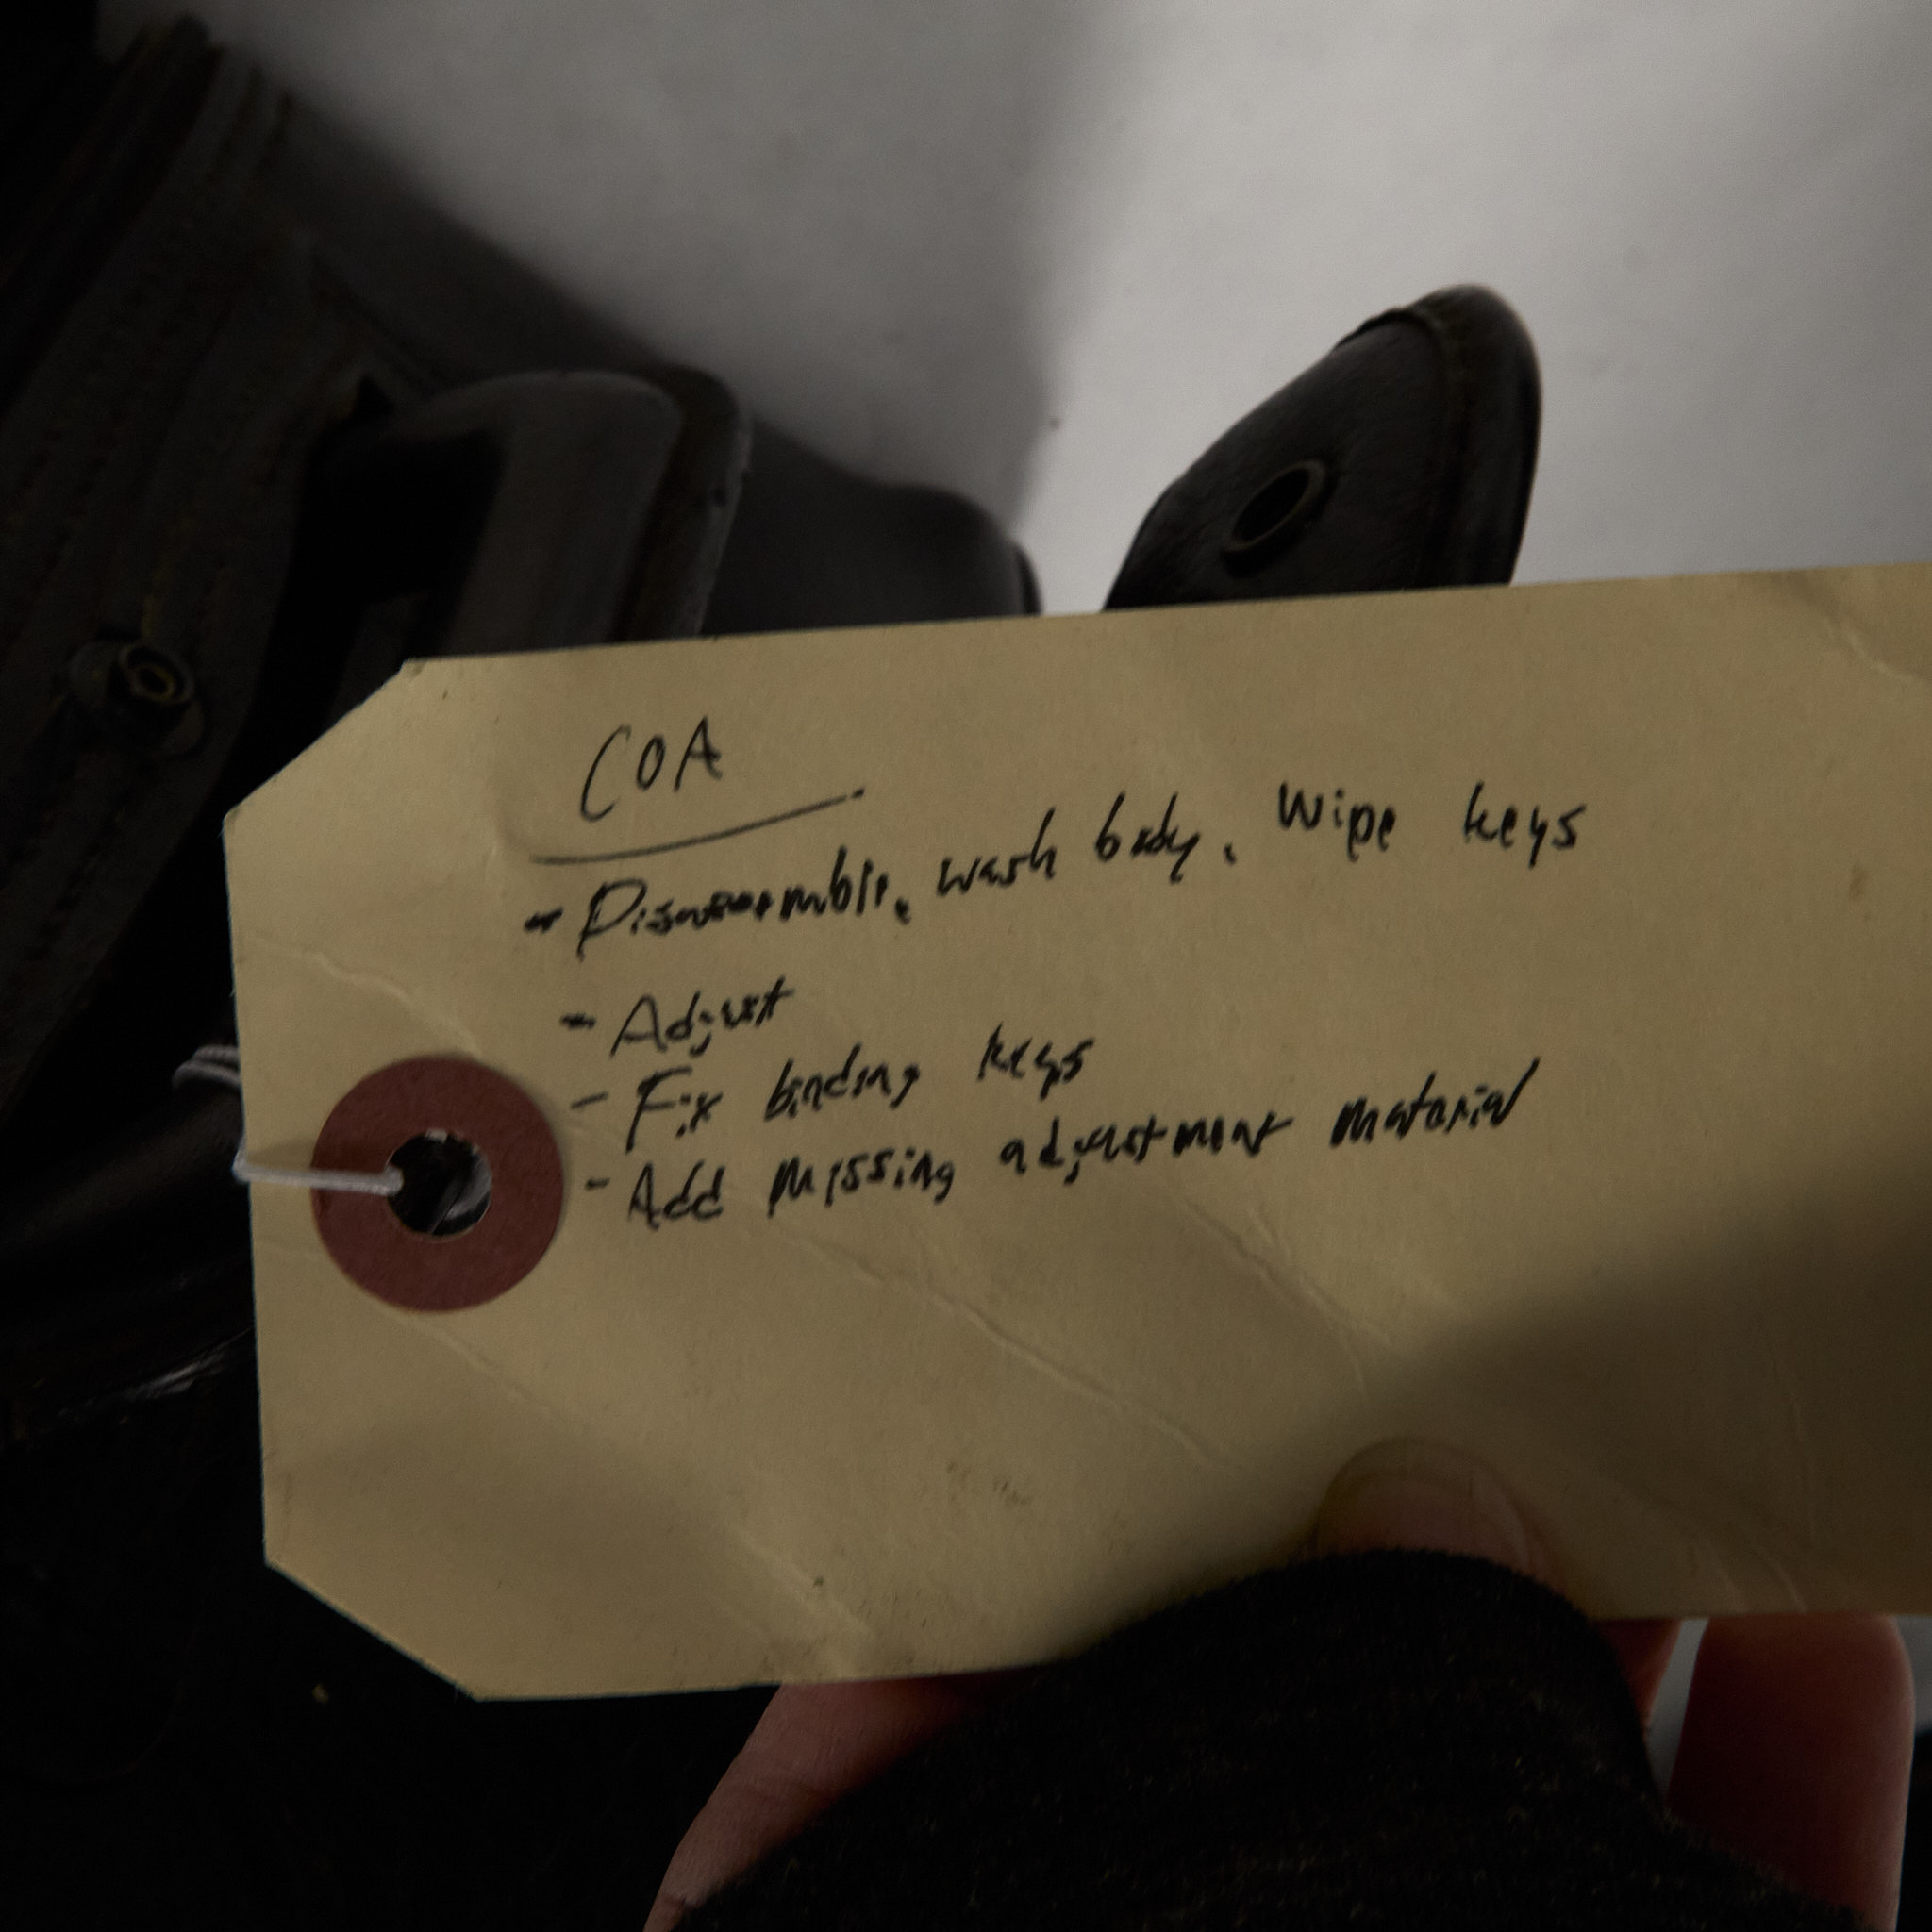 COA
- Disassemble, wash body, wipe keys
- Adjust
- Fix binding keys
- Add missing adjustment material